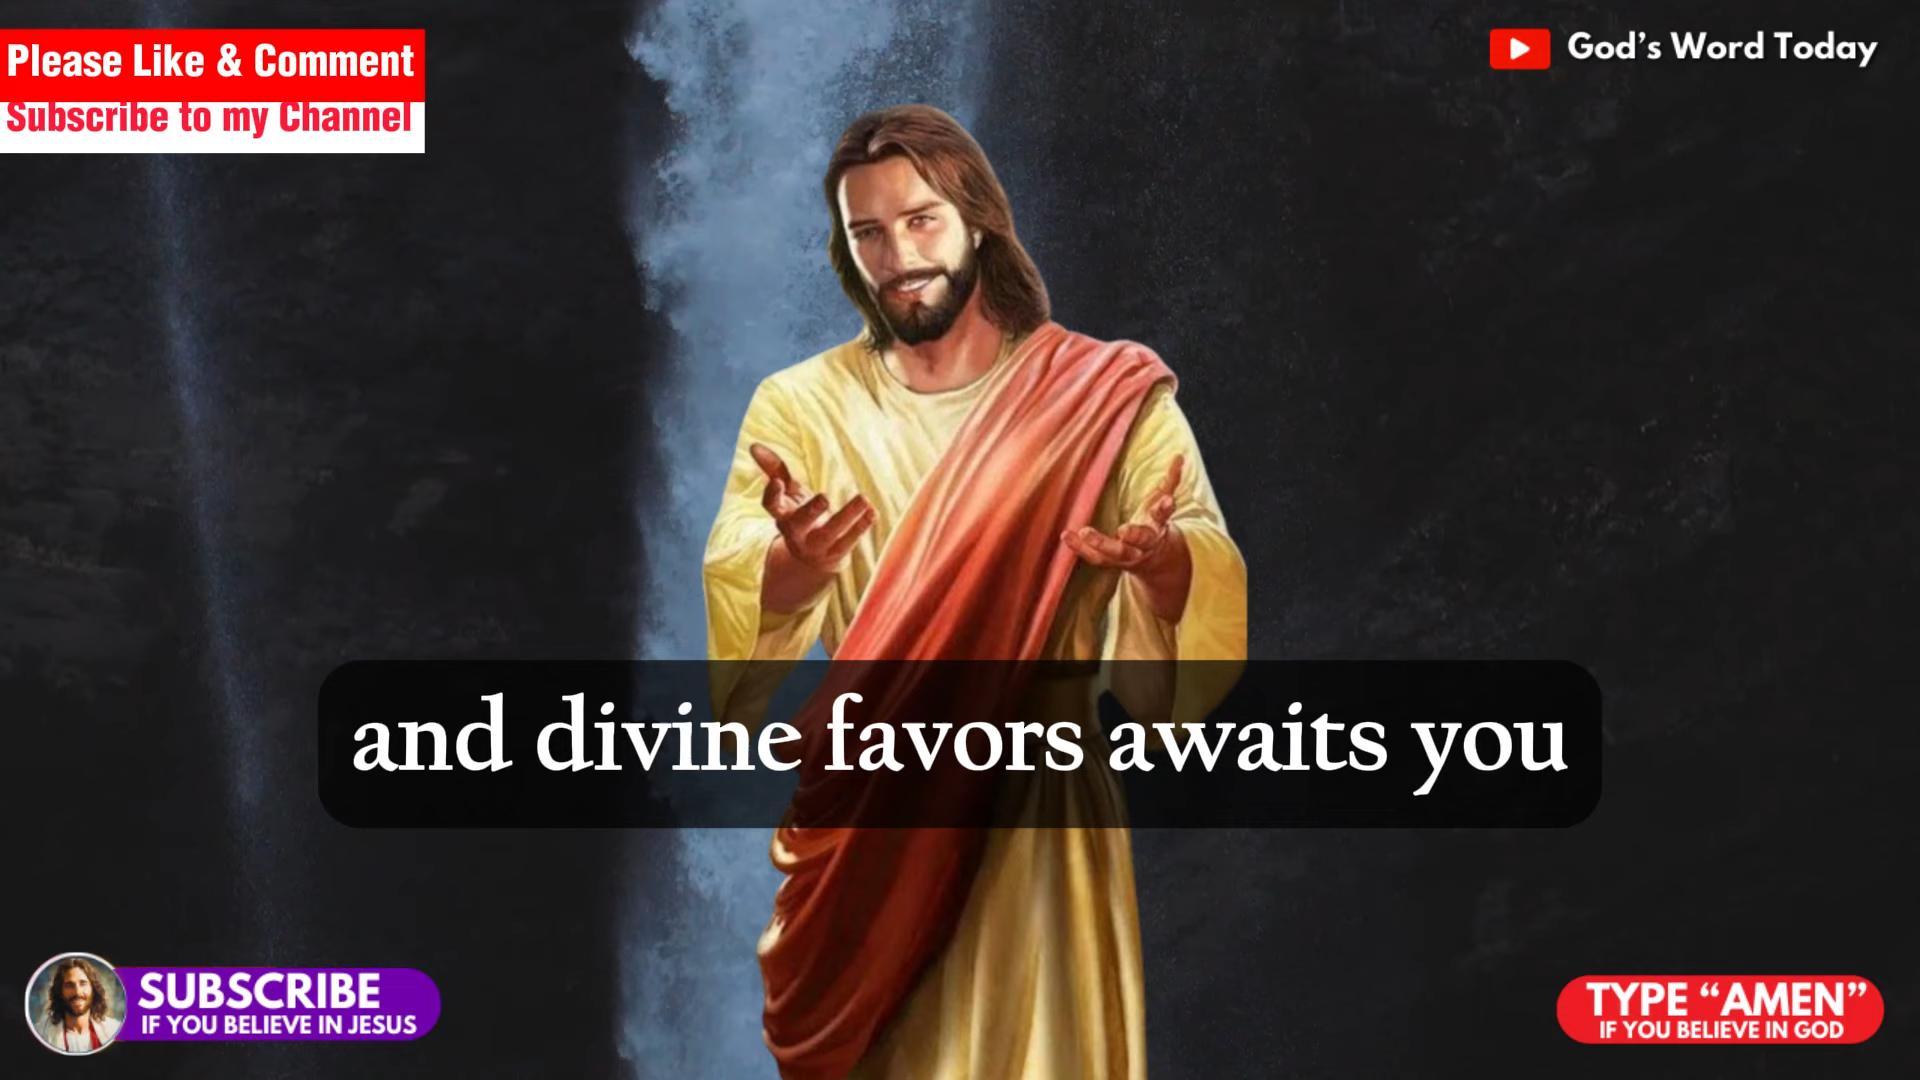 Please Like & Comment
Subscribe to my Channel
God's Word Today
and divine favors awaits you
SUBSCRIBE
IF YOU BELIEVE IN JESUS
TYPE “AMEN”
IF YOU BELIEVE IN GOD